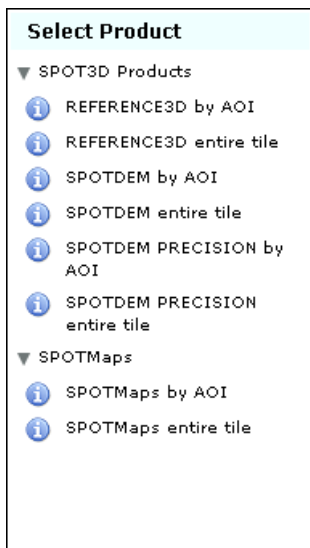 Select Product
SPOT3D Products
REFERENCE3D by AOI
REFERENCE3D entire tile
SPOTDEM by AOI
SPOTDEM entire tile
SPOTDEM PRECISION by
AOI
SPOTDEM PRECISION
entire tile
SPOTMaps
SPOTMaps by AOI
SPOTMaps entire tile